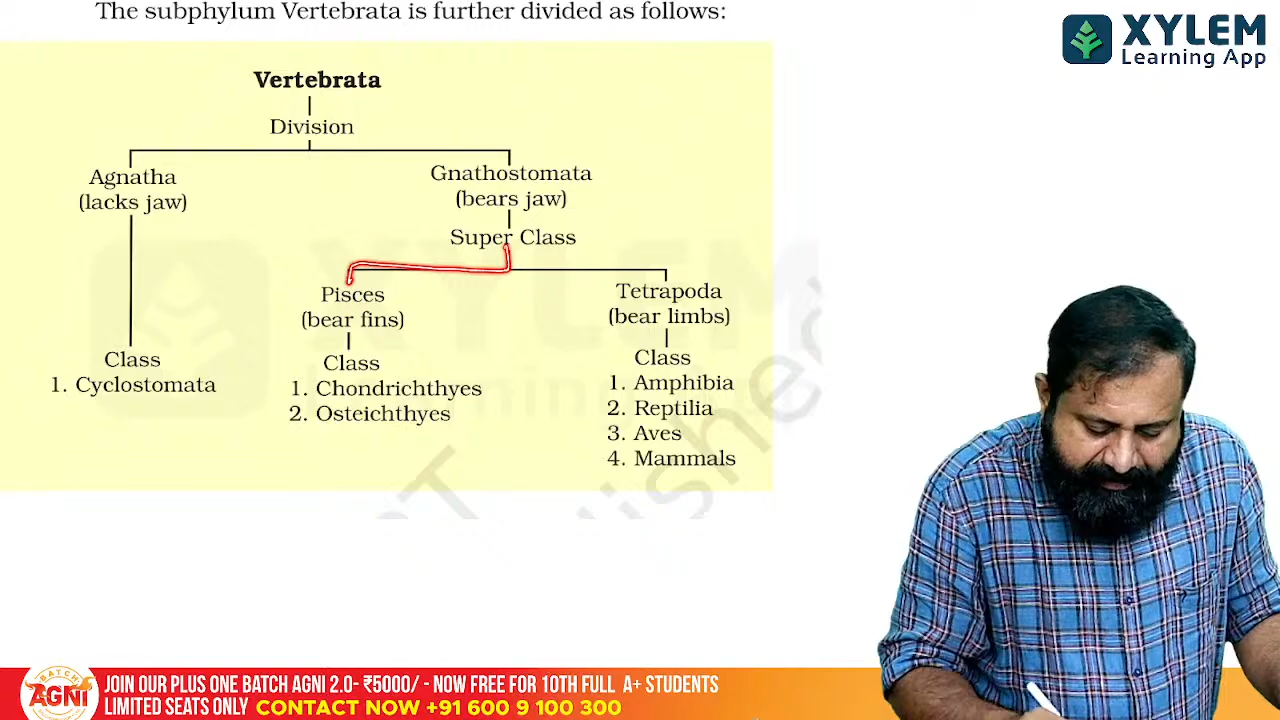 The subphylum Vertebrata is further divided as follows:
XYLEM
Learning App
Vertebrata
Division
Agnatha
(lacks jaw)
Gnathostomata
(bears jaw)
Super Class
Pisces
(bear fins)
Tetrapoda
(bear limbs)
Class
1. Cyclostomata
Class
1. Chondrichthyes
2. Osteichthyes
Class
1. Amphibia
2. Reptilia
3. Aves
4. Mammals
BATCH
AGNI
JOIN OUR PLUS ONE BATCH AGNI 2.0- ₹5000/ - NOW FREE FOR 10TH FULL A+ STUDENTS
LIMITED SEATS ONLY CONTACT NOW +91 600 9 100 300